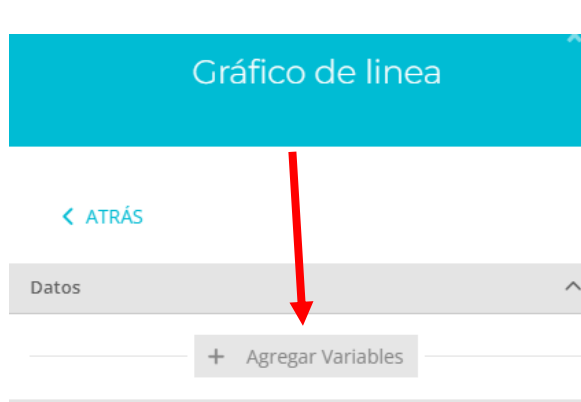 Gráfico de linea
ATRÁS
Datos
+ Agregar Variables